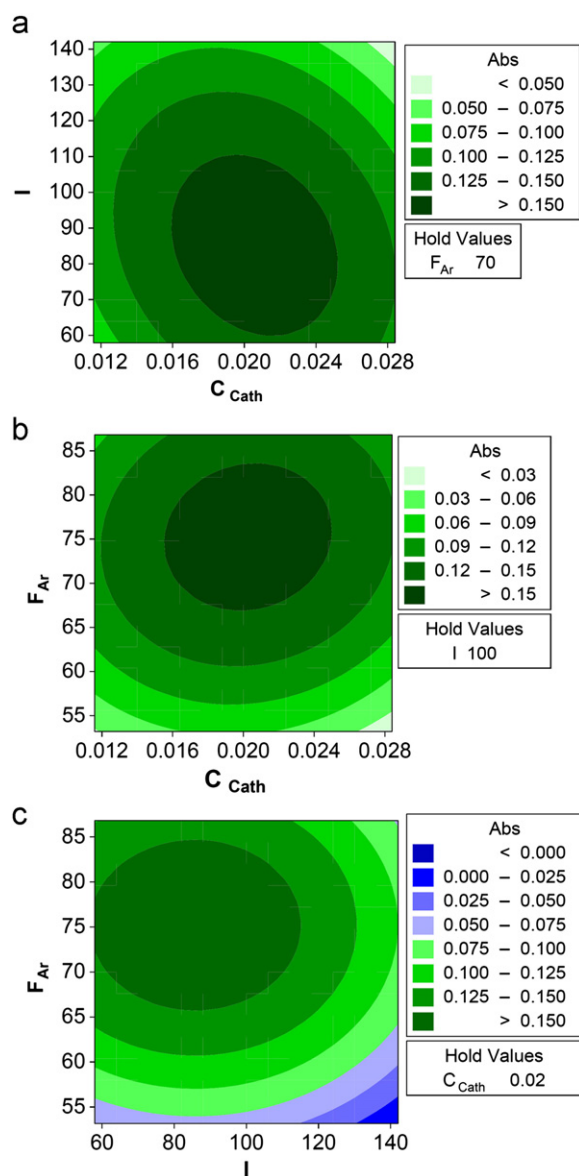 a
140
130
120
110
100
90
80
70
60
I
0.012 0.016 0.020 0.024 0.028
C Cath
Abs
< 0.050
0.050 – 0.075
0.075 – 0.100
0.100 – 0.125
0.125 – 0.150
> 0.150
Hold Values
F Ar 70
b
85
80
75
70
65
60
55
F Ar
0.012 0.016 0.020 0.024 0.028
C Cath
Abs
< 0.03
0.03 – 0.06
0.06 – 0.09
0.09 – 0.12
0.12 – 0.15
> 0.15
Hold Values
I 100
c
85
80
75
70
65
60
55
F Ar
60 80 100 120 140
I
Abs
< 0.000
0.000 – 0.025
0.025 – 0.050
0.050 – 0.075
0.075 – 0.100
0.100 – 0.125
0.125 – 0.150
> 0.150
Hold Values
C Cath 0.02